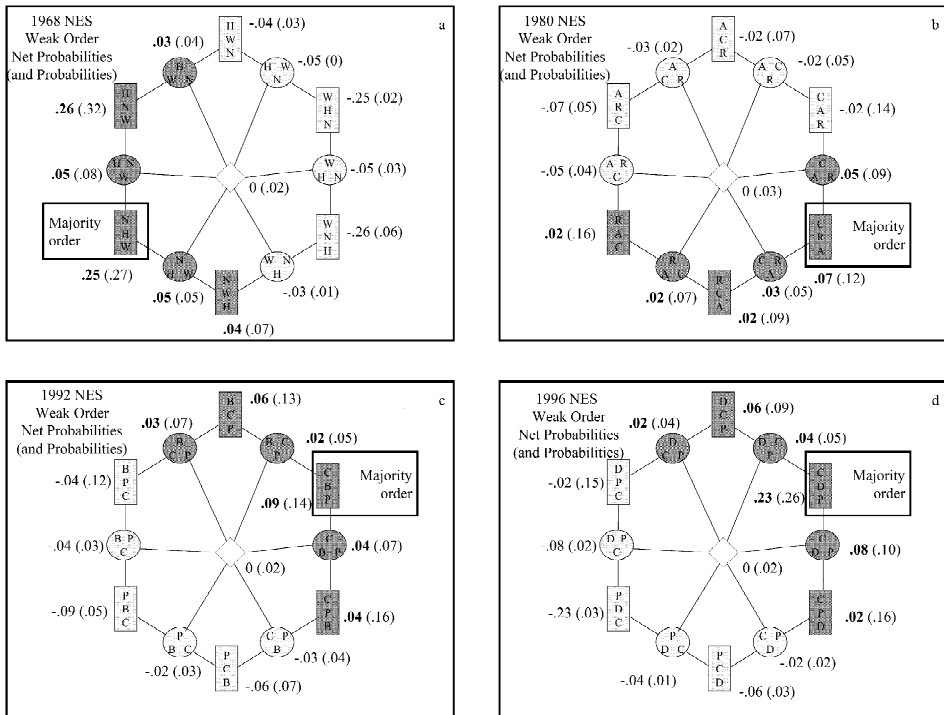 1968 NES
Weak Order
Net Probabilities
(and Probabilities)
a
-.04 (.03)
H
W
N
.03 (.04)
H
W N
H W
N
-.05 (0)
.26 (.32)
H
N
W
W
H
N
-.25 (.02)
.05 (.08)
H N
W
0 (.02)
W
H N
-.05 (.03)
Majority
order
N
H
W
.25 (.27)
W
N
H
-.26 (.06)
N
H W
.05 (.05)
N
W
H
.04 (.07)
W N
H
-.03 (.01)
1980 NES
Weak Order
Net Probabilities
(and Probabilities)
b
A
C
R
-.02 (.07)
-.03 (.02)
A
C R
A C
R
-.02 (.05)
-.07 (.05)
A
R
C
C
A
R
-.02 (.14)
-.05 (.04)
A R
C
0 (.03)
C
A R
.05 (.09)
.02 (.16)
R
A
C
C
R
A
Majority
order
.07 (.12)
R
A C
.02 (.07)
R
C
A
.02 (.09)
C R
A
.03 (.05)
1992 NES
Weak Order
Net Probabilities
(and Probabilities)
c
B
C
P
.06 (.13)
.03 (.07)
B
C P
B C
P
.02 (.05)
-.04 (.12)
B
P
C
C
B
P
.09 (.14)
Majority
order
-.04 (.03)
B P
C
0 (.02)
C
B P
.04 (.07)
-.09 (.05)
P
B
C
C
P
B
.04 (.16)
P
B C
-.02 (.03)
P
C
B
-.06 (.07)
C P
B
-.03 (.04)
1996 NES
Weak Order
Net Probabilities
(and Probabilities)
d
D
C
P
.06 (.09)
.02 (.04)
D
C P
D C
P
.04 (.05)
-.02 (.15)
D
P
C
C
D
P
.23 (.26)
Majority
order
-.08 (.02)
D P
C
0 (.02)
C
D P
.08 (.10)
-.23 (.03)
P
D
C
C
P
D
.02 (.16)
P
D C
-.04 (.01)
P
C
D
-.06 (.03)
C P
D
-.02 (.02)